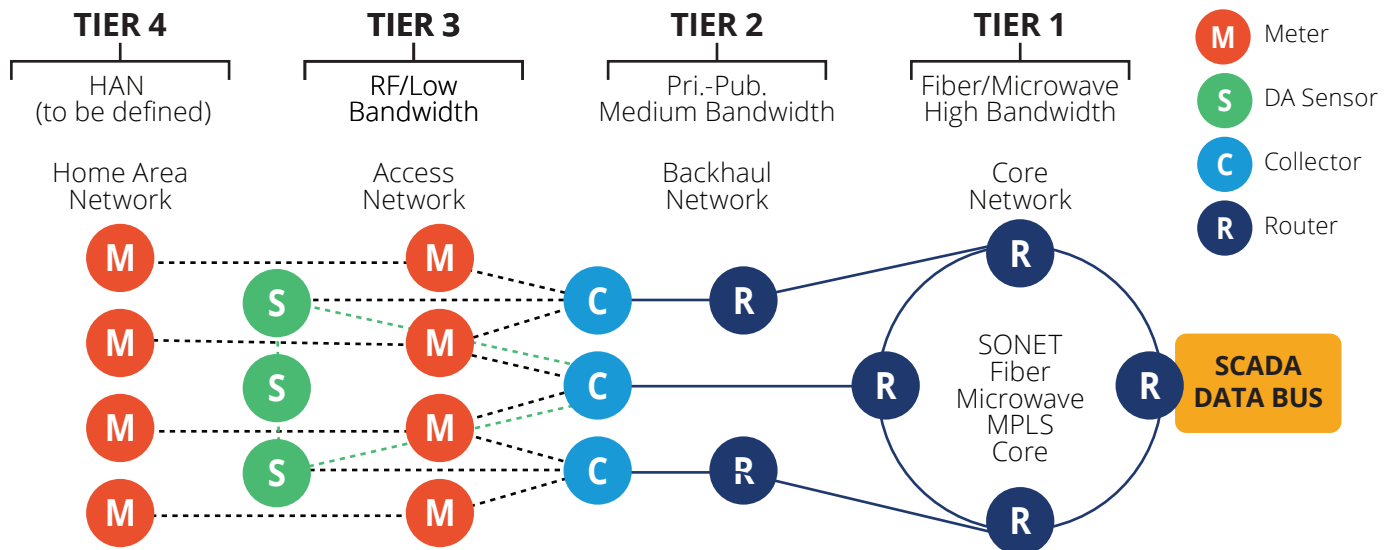 TIER 4
TIER 3
TIER 2
TIER 1
HAN
(to be defined)
RF/Low
Bandwidth
Pri.-Pub.
Medium Bandwidth
Fiber/Microwave
High Bandwidth
Home Area
Network
Access
Network
Backhaul
Network
Core
Network
M Meter
S DA Sensor
C Collector
R Router
M
M
M
M
S
S
S
M
M
M
M
C
C
C
R
R
R
R
R
R
SONET
Fiber
Microwave
MPLS
Core
SCADA
DATA BUS